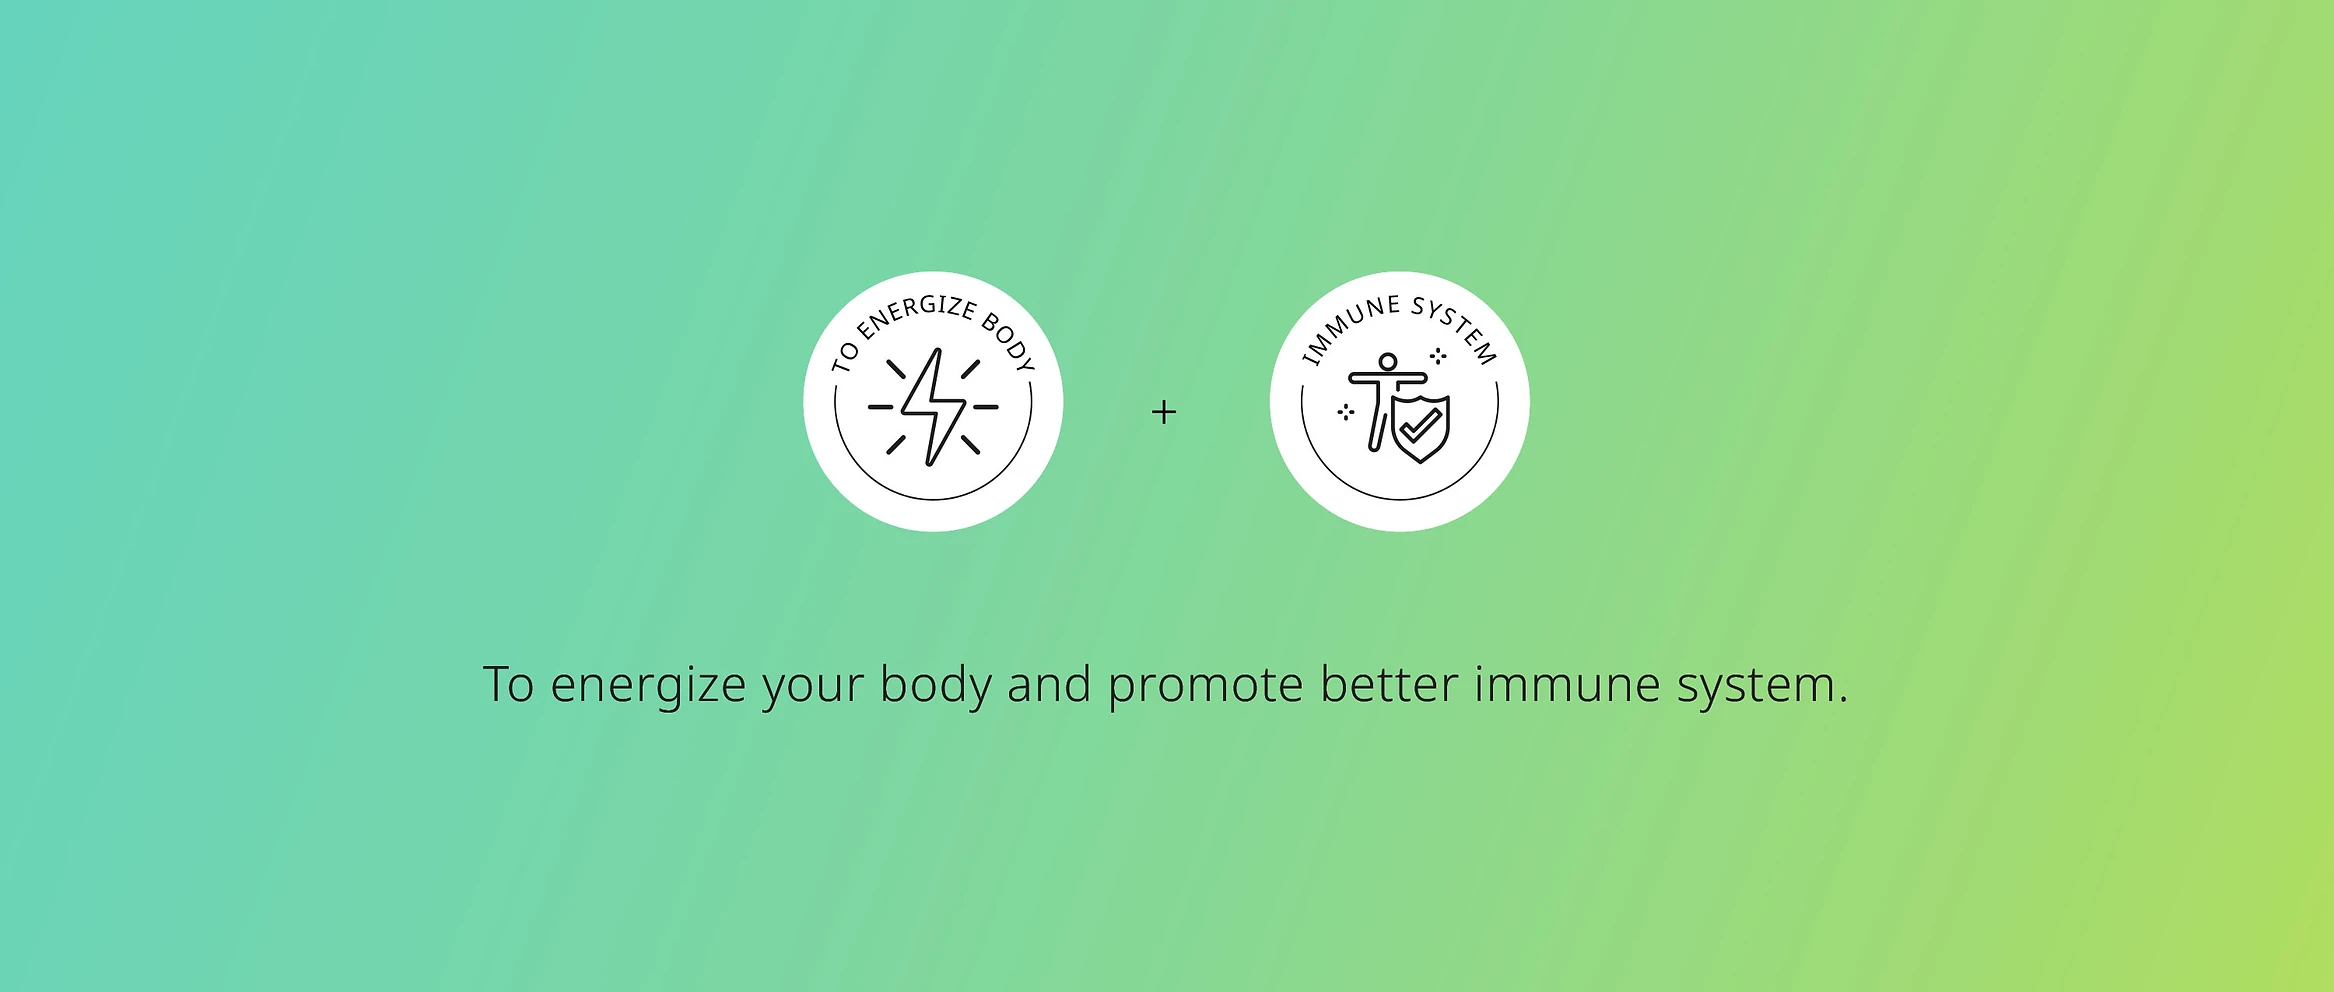 TO ENERGIZE BODY
+
IMMUNE SYSTEM
To energize your body and promote better immune system.